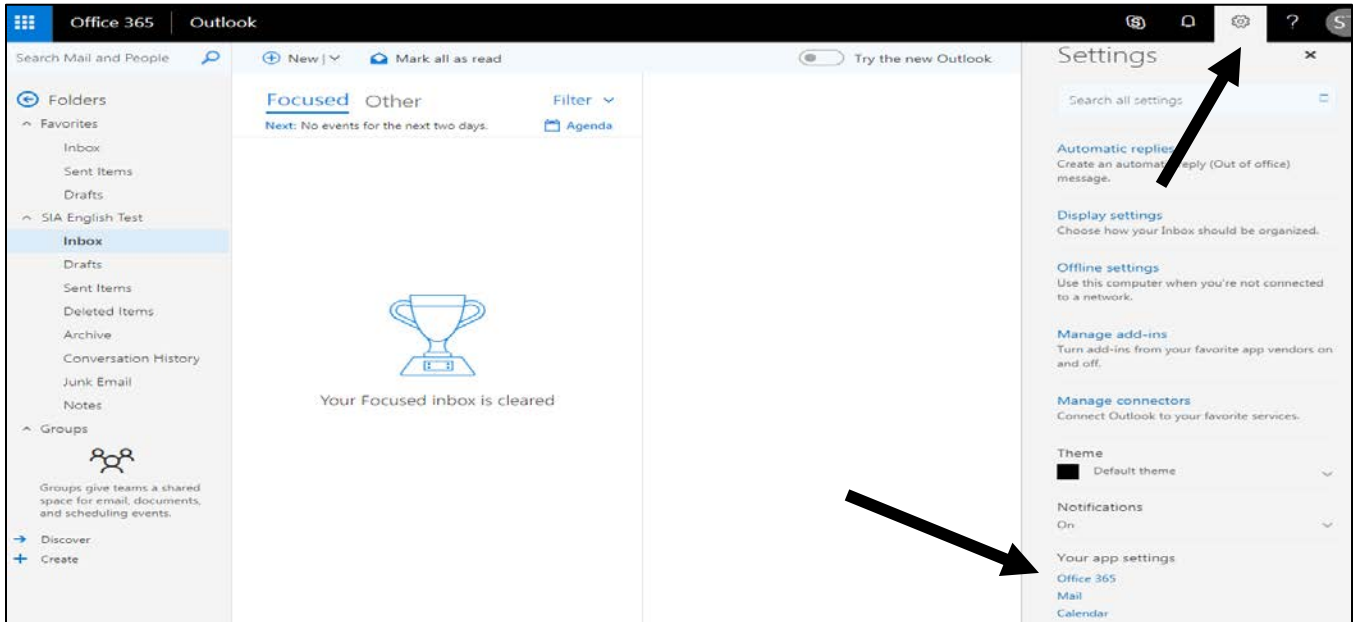 Office 365
Outlook
S
?
ST
Search Mail and People
New
Mark all as read
Try the new Outlook
Settings
×
Folders
Favorites
Inbox
Sent Items
Drafts
SIA English Test
Inbox
Drafts
Sent Items
Deleted Items
Archive
Conversation History
Junk Email
Notes
Groups
Groups give teams a shared
space for email, documents,
and scheduling events.
Discover
Create
Focused
Other
Filter
Next: No events for the next two days.
Agenda
Your Focused inbox is cleared
Search all settings
Automatic replies
Create an automat eply (Out of office)
message.
Display settings
Choose how your Inbox should be organized.
Offline settings
Use this computer when you're not connected
to a network.
Manage add-ins
Turn add-ins from your favorite app vendors on
and off.
Manage connectors
Connect Outlook to your favorite services.
Theme
Default theme
Notifications
On
Your app settings
Office 365
Mail
Calendar